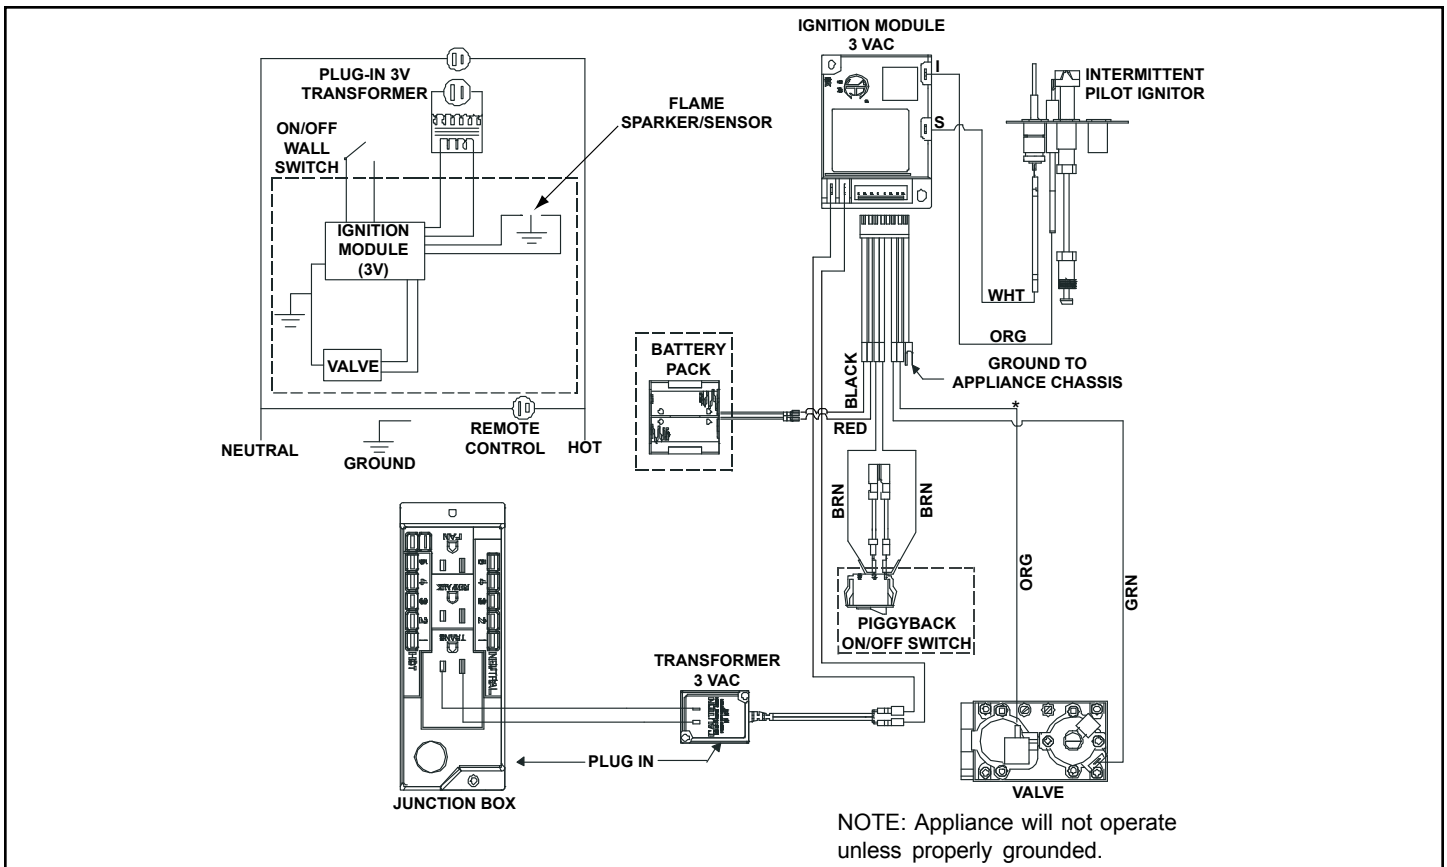 IGNITION MODULE
3 VAC
PLUG-IN 3V
TRANSFORMER
FLAME
SPARKER/SENSOR
ON/OFF
WALL
SWITCH
IGNITION
MODULE
(3V)
VALVE
NEUTRAL
GROUND
REMOTE
CONTROL
HOT
I
S
INTERMITTENT
PILOT IGNITOR
WHT
ORG
GROUND TO
APPLIANCE CHASSIS
BATTERY
PACK
BLACK
RED
*
BRN
BRN
ORG
GRN
PIGGYBACK
ON/OFF SWITCH
FAN
TRANS
HOT
NEUTRAL
TRANSFORMER
3 VAC
PLUG IN
JUNCTION BOX
VALVE
NOTE: Appliance will not operate
unless properly grounded.